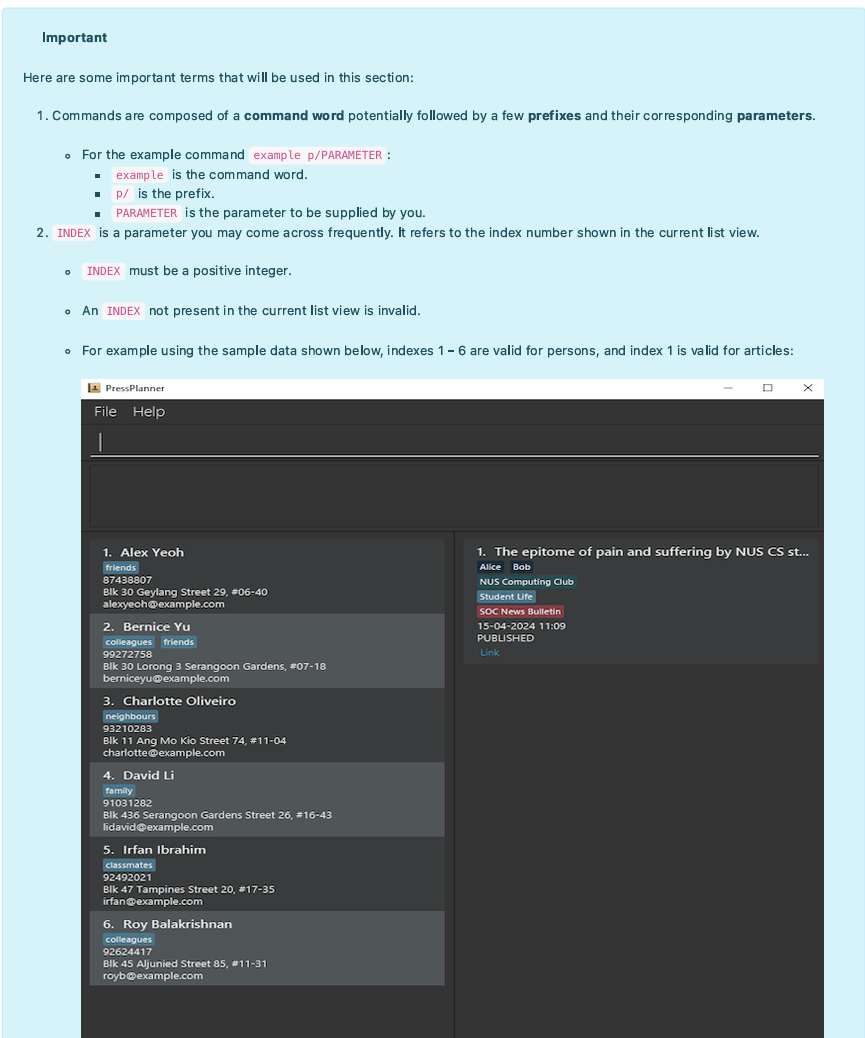 Important
Here are some important terms that will be used in this section:
1. Commands are composed of a command word potentially followed by a few prefixes and their corresponding parameters.
For the example command example p/PARAMETER :
example is the command word.
p/ is the prefix.
PARAMETER is the parameter to be supplied by you.
2. INDEX is a parameter you may come across frequently. It refers to the index number shown in the current list view.
INDEX must be a positive integer.
An INDEX not present in the current list view is invalid.
For example using the sample data shown below, indexes 1 – 6 are valid for persons, and index 1 is valid for articles:
PressPlanner
File Help
1. Alex Yeoh
friends
87438807
Blk 30 Geylang Street 29, #06-40
alexyeoh@example.com
2. Bernice Yu
colleagues friends
99272758
Blk 30 Lorong 3 Serangoon Gardens, #07-18
berniceyu@example.com
3. Charlotte Oliveiro
neighbours
93210283
Blk 11 Ang Mo Kio Street 74, #11-04
charlotte@example.com
4. David Li
family
91031282
Blk 436 Serangoon Gardens Street 26, #16-43
lidavid@example.com
5. Irfan Ibrahim
classmates
92492021
Blk 47 Tampines Street 20, #17-35
irfan@example.com
6. Roy Balakrishnan
colleagues
92624417
Blk 45 Aljunied Street 85, #11-31
royb@example.com
1. The epitome of pain and suffering by NUS CS st...
Alice Bob
NUS Computing Club
Student Life
SOC News Bulletin
15-04-2024 11:09
PUBLISHED
Link